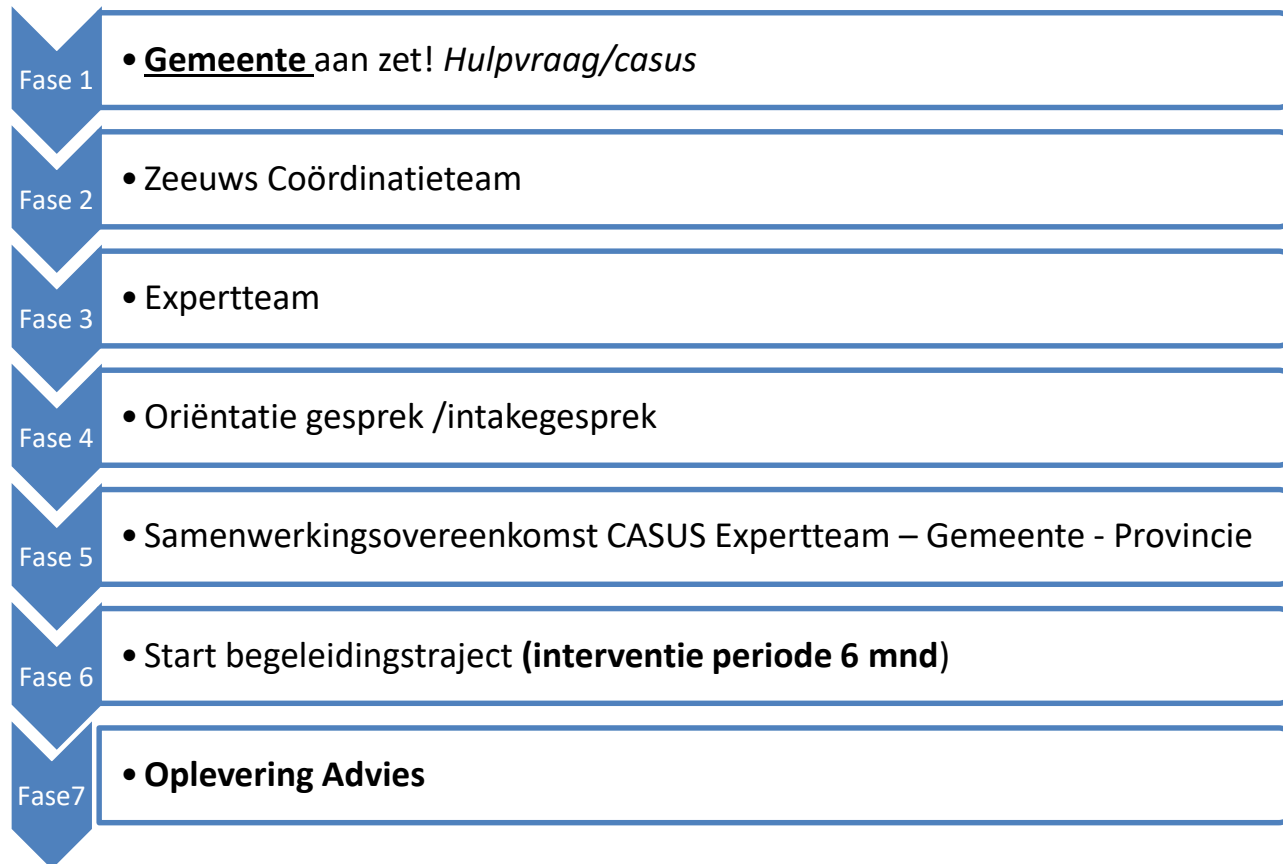 Fase 1
• Gemeente aan zet! Hulpvraag/casus
Fase 2
• Zeeuws Coördinatieteam
Fase 3
• Expertteam
Fase 4
• Oriëntatie gesprek /intakegesprek
Fase 5
• Samenwerkingsovereenkomst CASUS Expertteam – Gemeente - Provincie
Fase 6
• Start begeleidingstraject (interventie periode 6 mnd)
Fase7
• Oplevering Advies